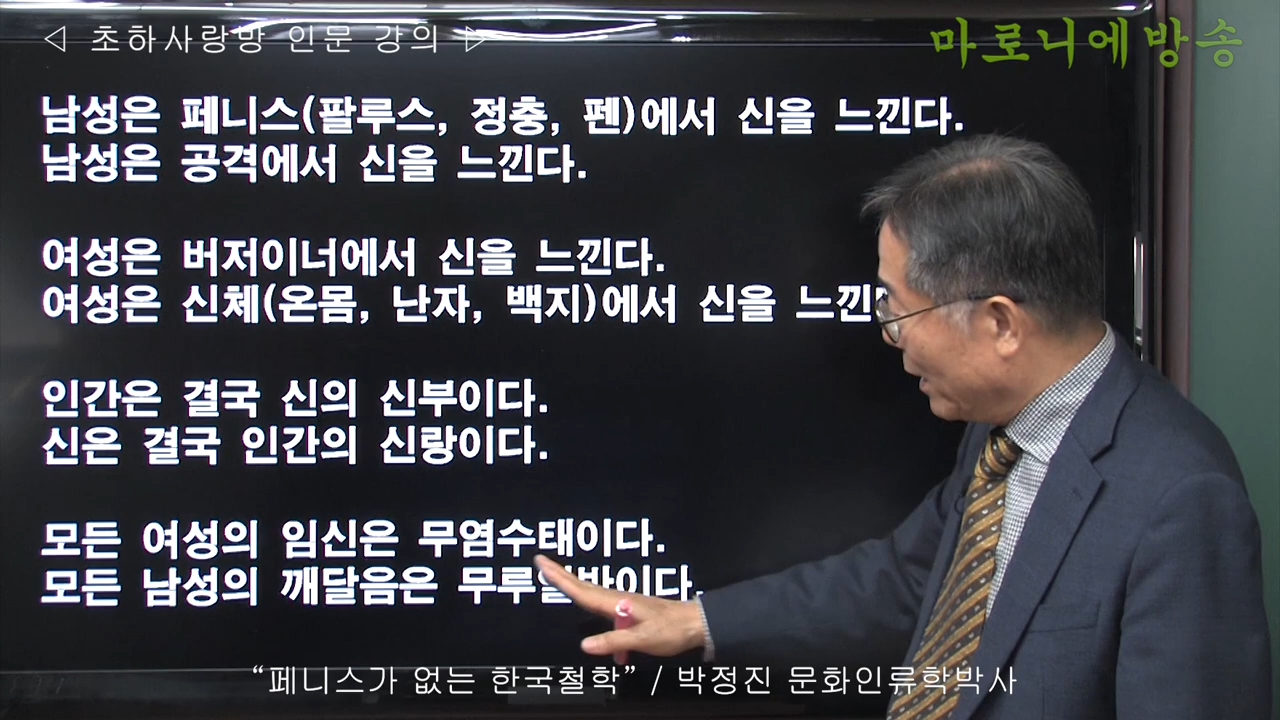 ◁ 초하사랑방 인문 강의 ▷
마로니에방송
남성은 페니스(팔루스, 정충, 펜)에서 신을 느낀다.
남성은 공격에서 신을 느낀다.
여성은 버저이너에서 신을 느낀다.
여성은 신체(온몸, 난자, 백지)에서 신을 느낀
인간은 결국 신의 신부이다.
신은 결국 인간의 신랑이다.
모든 여성의 임신은 무염수태이다.
모든 남성의 깨달음은
“페니스가 없는 한국철학” / 박정진 문화인류학박사